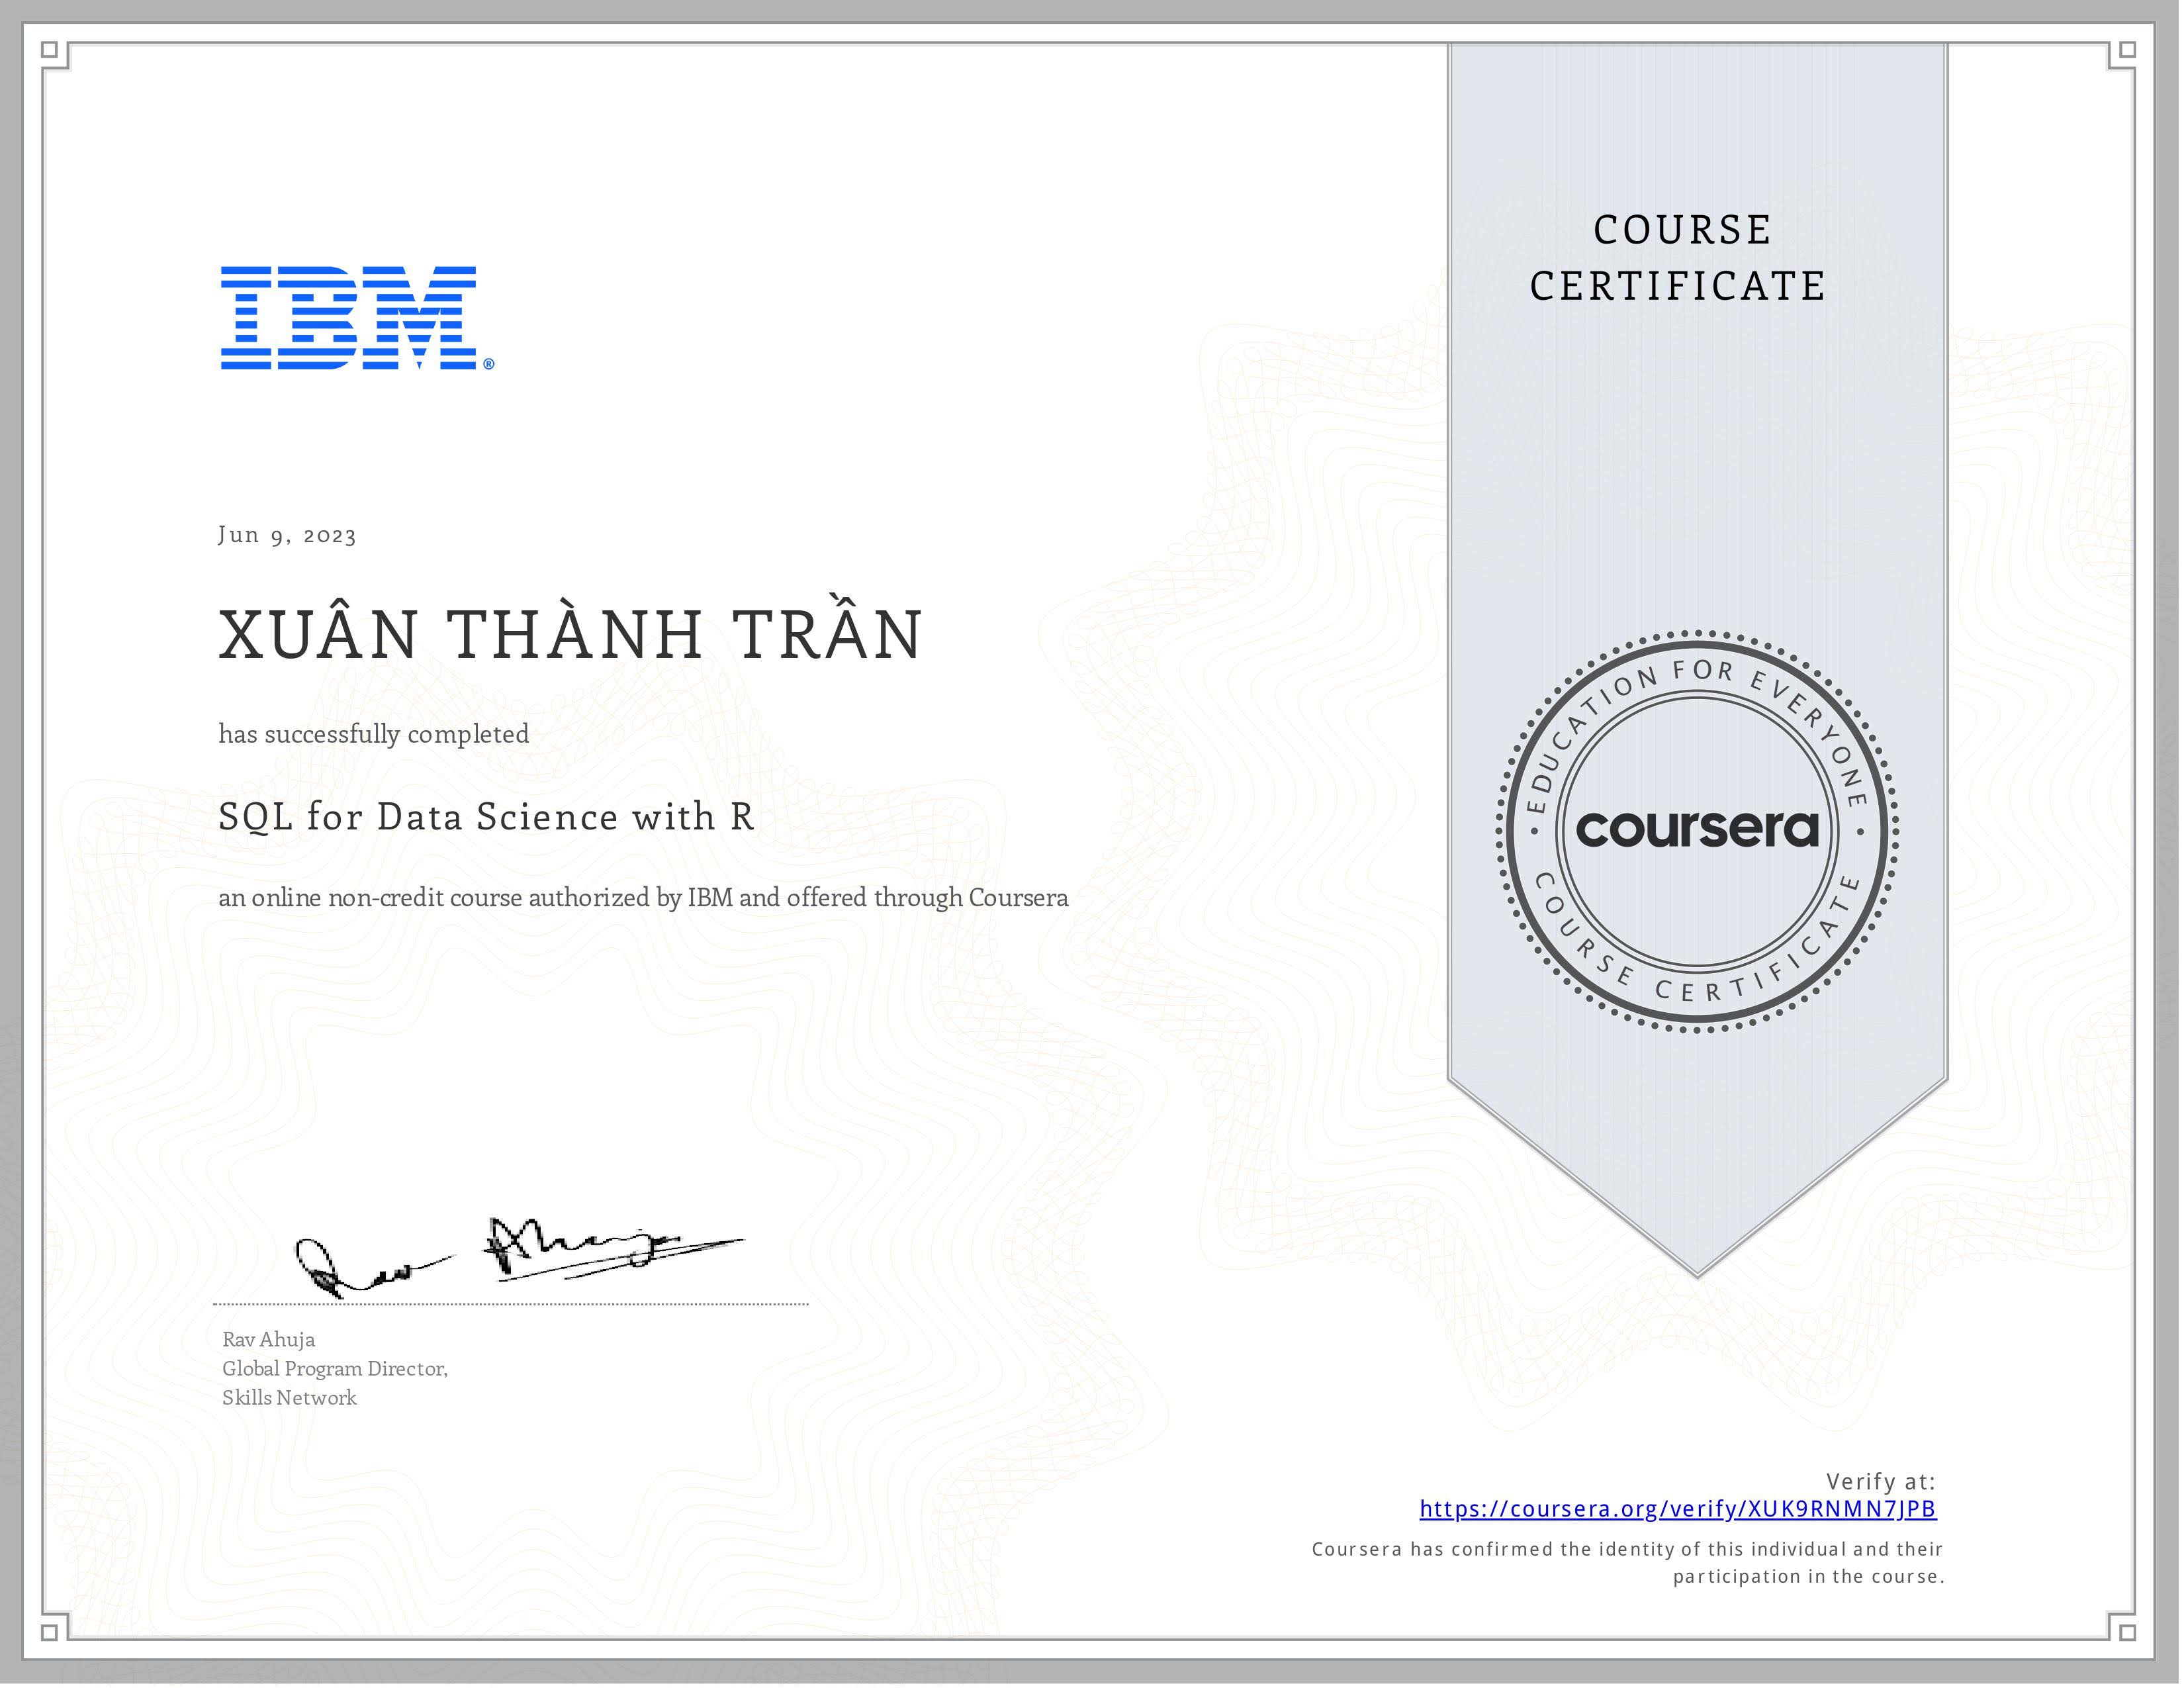 COURSE
CERTIFICATE
IBM®
Jun 9, 2023
XUÂN THÀNH TRẦN
has successfully completed
SQL for Data Science with R
an online non-credit course authorized by IBM and offered through Coursera
EDUCATION FOR EVERYONE
coursera
COURSE CERTIFICATE
Rav Ahuja
Global Program Director,
Skills Network
Verify at:
https://coursera.org/verify/XUK9RNMN7JPB
Coursera has confirmed the identity of this individual and their
participation in the course.